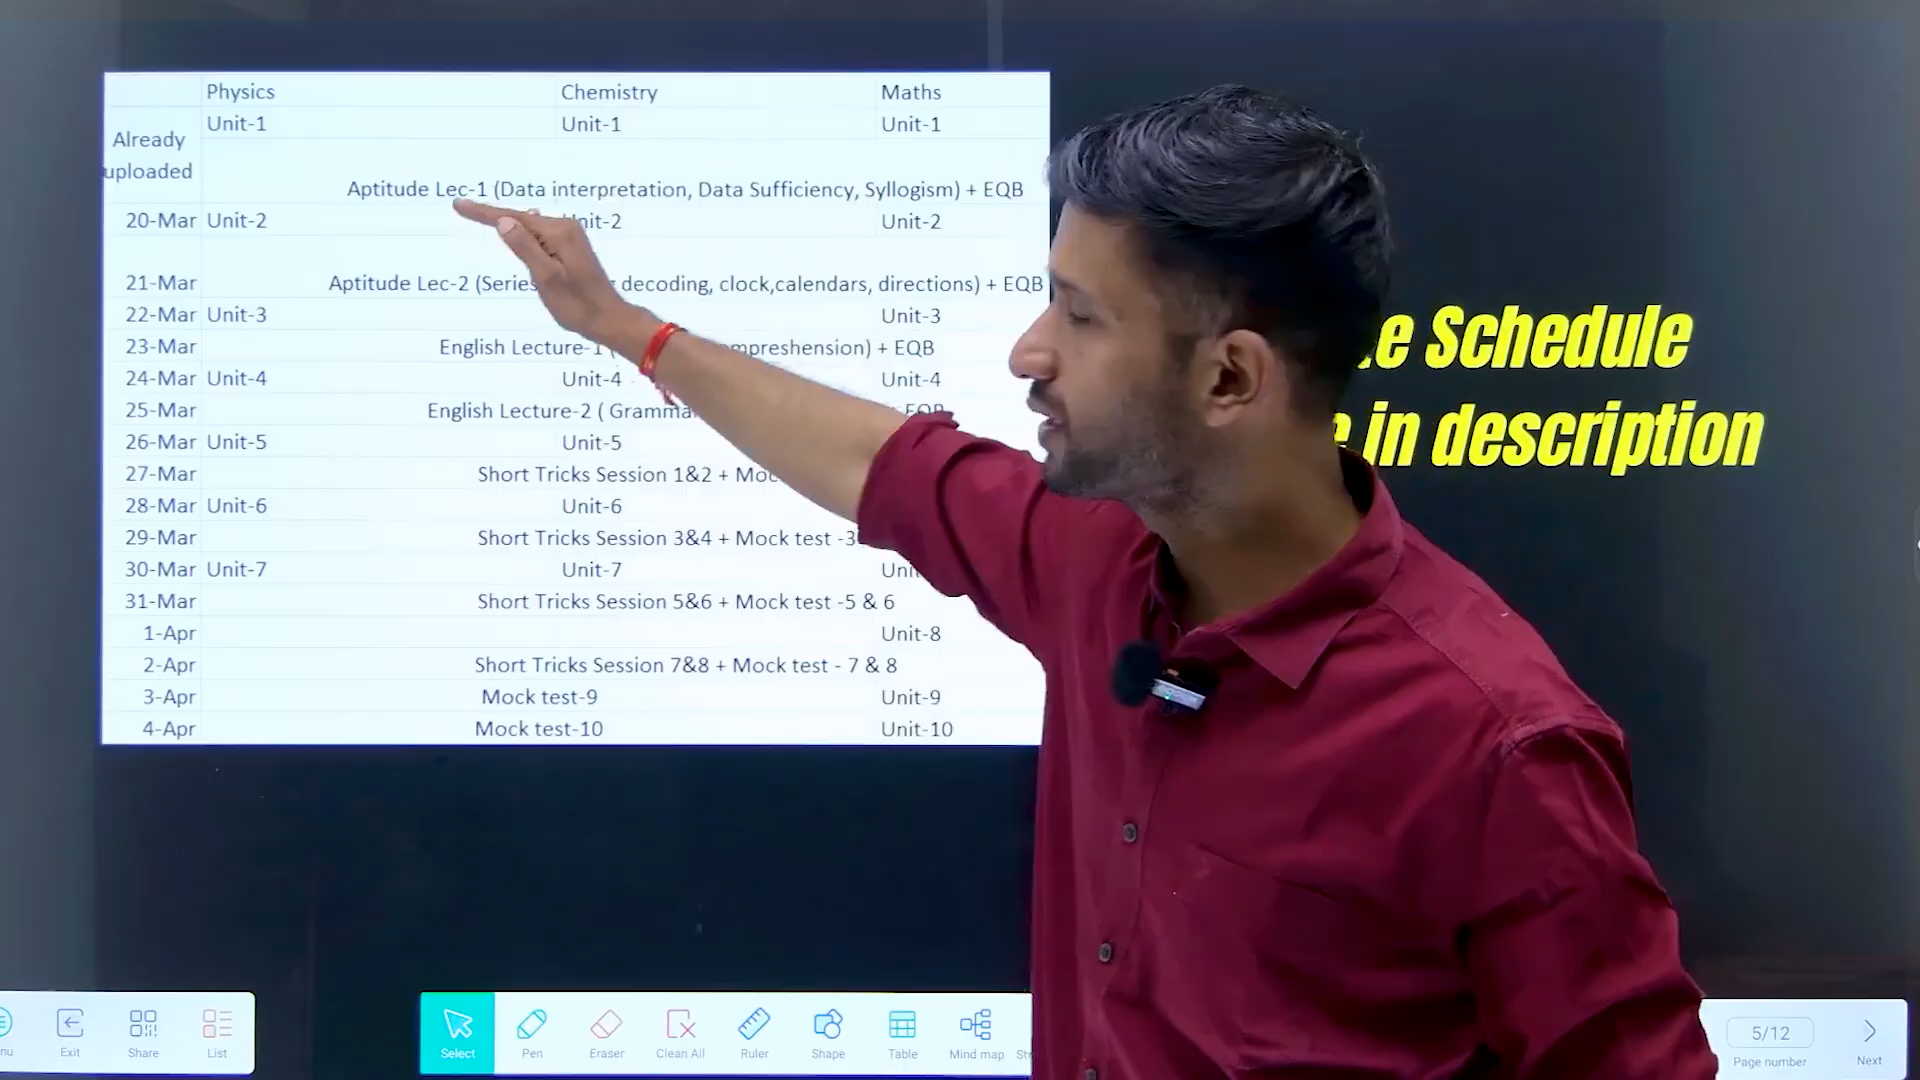 Physics Chemistry Maths
Unit-1 Unit-1 Unit-1
Already
uploaded
Aptitude Lec-1 (Data interpretation, Data Sufficiency, Syllogism) + EQB
20-Mar Unit-2 Unit-2 Unit-2
21-Mar Aptitude Lec-2 (Series decoding, clock,calendars, directions) + EQB
22-Mar Unit-3 Unit-3
23-Mar English Lecture-1 ( + EQB
24-Mar Unit-4 Unit-4 Unit-4
25-Mar English Lecture-2 ( EQB
26-Mar Unit-5 Unit-5
27-Mar Short Tricks Session 1&2 +
28-Mar Unit-6 Unit-6
29-Mar Short Tricks Session 3&4 + Mock test -3
30-Mar Unit-7 Unit-7
31-Mar Short Tricks Session 5&6 + Mock test -5 & 6
1-Apr Unit-8
2-Apr Short Tricks Session 7&8 + Mock test - 7 & 8
3-Apr Mock test-9 Unit-9
4-Apr Mock test-10 Unit-10
Schedule
in description
Exit Share List Select Pen Eraser Clean All Ruler Shape Table Mind map
5/12
Page number Next